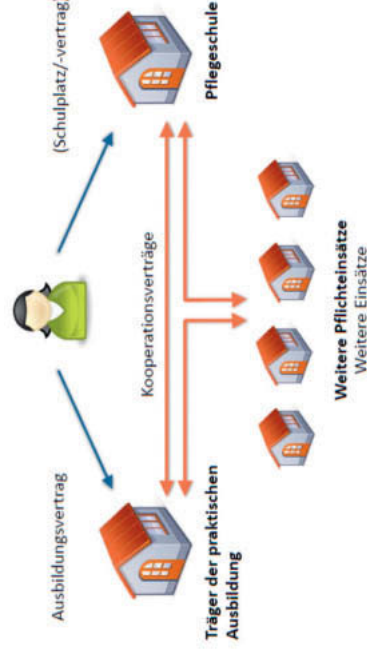 Ausbildungsvertrag
(Schulplatz/-vertrag)
Kooperationsverträge
Träger der praktischen
Ausbildung
Pflegeschule
Weitere Pflichteinsätze
Weitere Einsätze